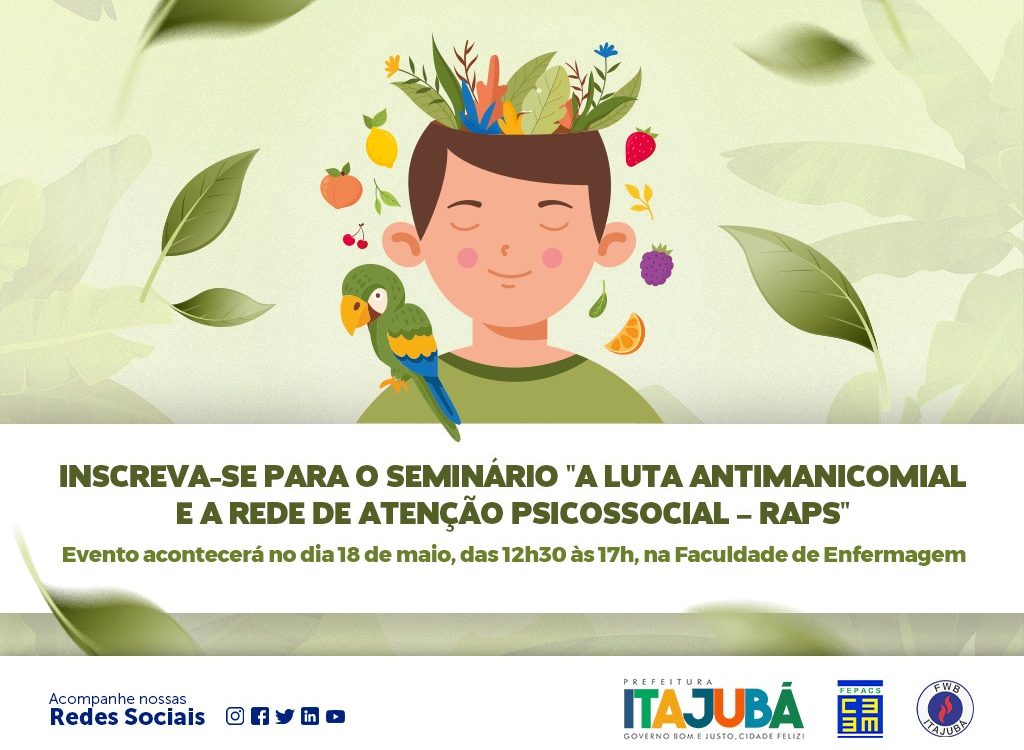 INSCREVA-SE PARA O SEMINÁRIO "A LUTA ANTIMANICOMIAL
E A REDE DE ATENÇÃO PSICOSSOCIAL – RAPS"
Evento acontecerá no dia 18 de maio, das 12h30 às 17h, na Faculdade de Enfermagem
Acompanhe nossas
Redes Sociais
PREFEITURA
ITAJUBÁ
GOVERNO BOM E JUSTO, CIDADE FELIZ!
FEPACS
FWB
ITAJUBÁ